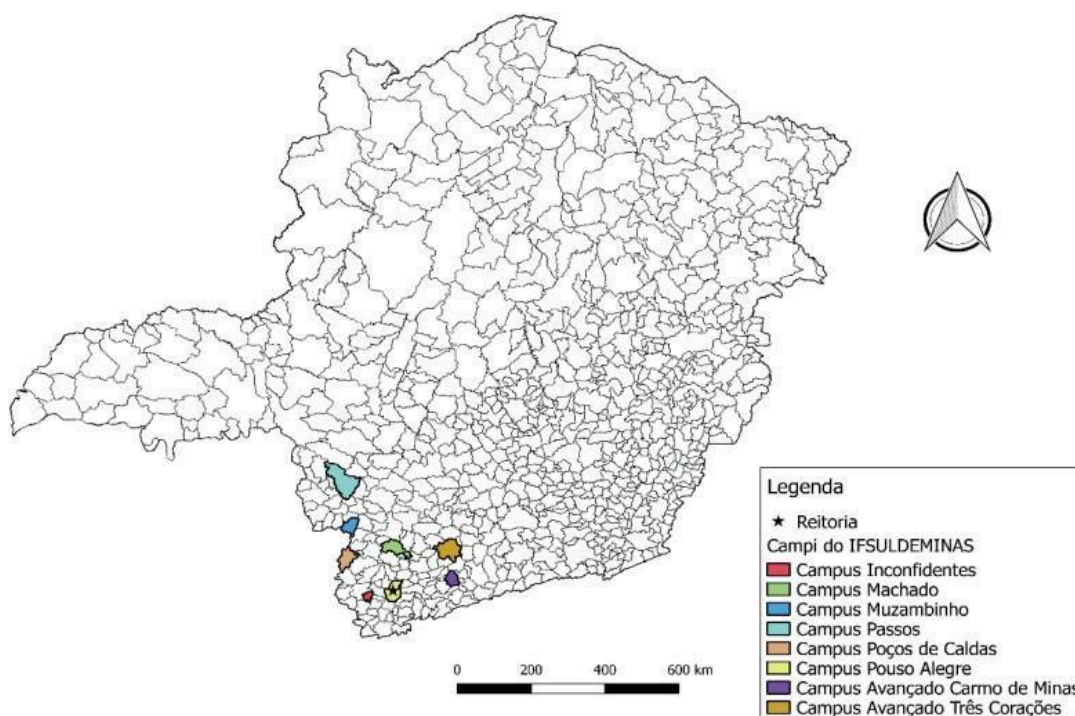 Legenda
Reitoria
Campi do IFSULDEMINAS
Campus Inconfidentes
Campus Machado
Campus Muzambinho
Campus Passos
Campus Poços de Caldas
Campus Pouso Alegre
Campus Avançado Carmo de Minas
Campus Avançado Três Corações
0 200 400 600 km